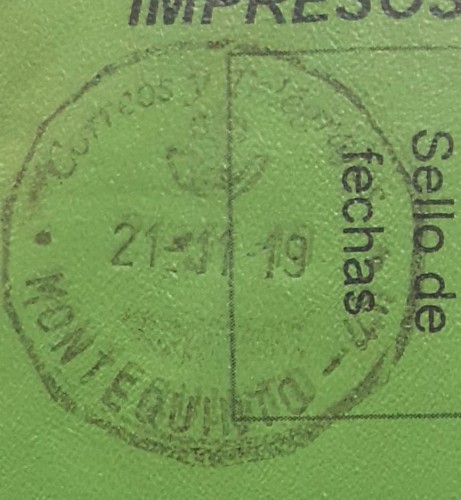 IMPRESOS
Correos y Telégrafos
21-11-19
MONTEQUINTO -
Sello de
fechas